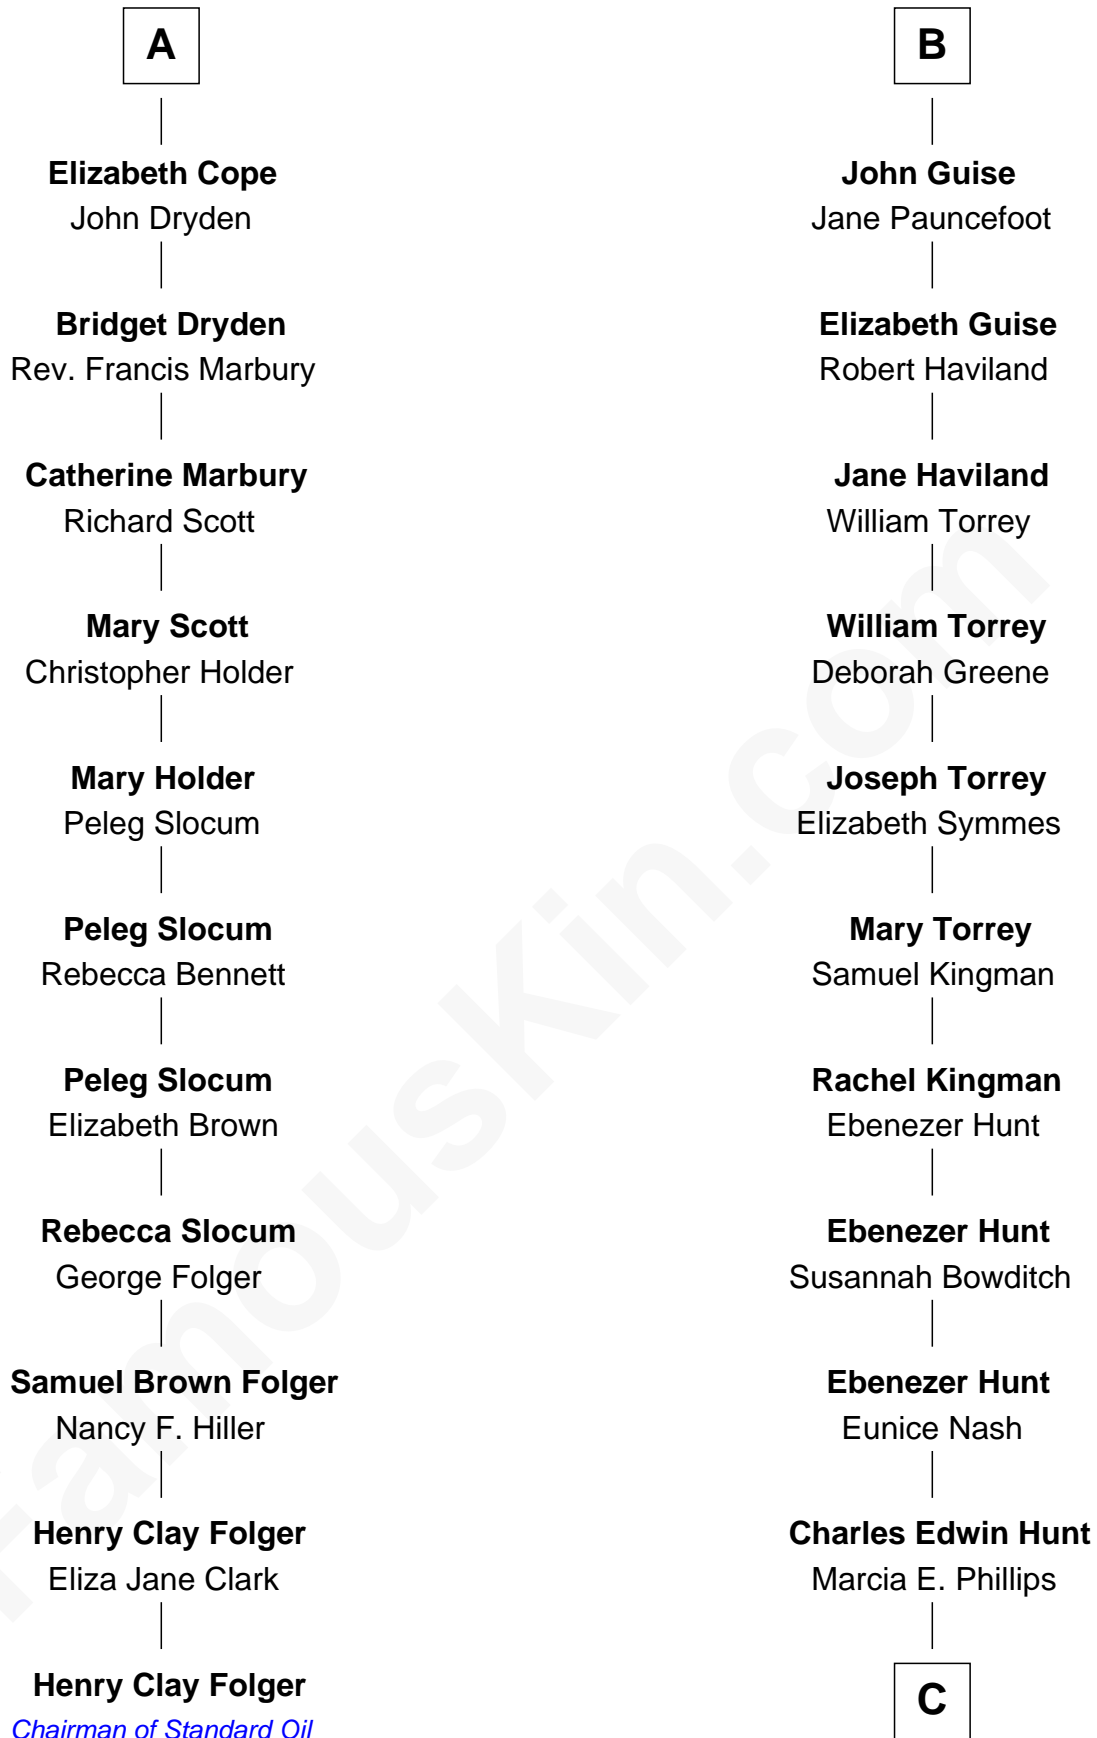 A
Elizabeth Cope
John Dryden
Bridget Dryden
Rev. Francis Marbury
Catherine Marbury
Richard Scott
Mary Scott
Christopher Holder
Mary Holder
Peleg Slocum
Peleg Slocum
Rebecca Bennett
Peleg Slocum
Elizabeth Brown
Rebecca Slocum
George Folger
Samuel Brown Folger
Nancy F. Hiller
Henry Clay Folger
Eliza Jane Clark
Henry Clay Folger
Chairman of Standard Oil
B
John Guise
Jane Pauncefoot
Elizabeth Guise
Robert Haviland
Jane Haviland
William Torrey
William Torrey
Deborah Greene
Joseph Torrey
Elizabeth Symmes
Mary Torrey
Samuel Kingman
Rachel Kingman
Ebenezer Hunt
Ebenezer Hunt
Susannah Bowditch
Ebenezer Hunt
Eunice Nash
Charles Edwin Hunt
Marcia E. Phillips
C
FamousKin.com